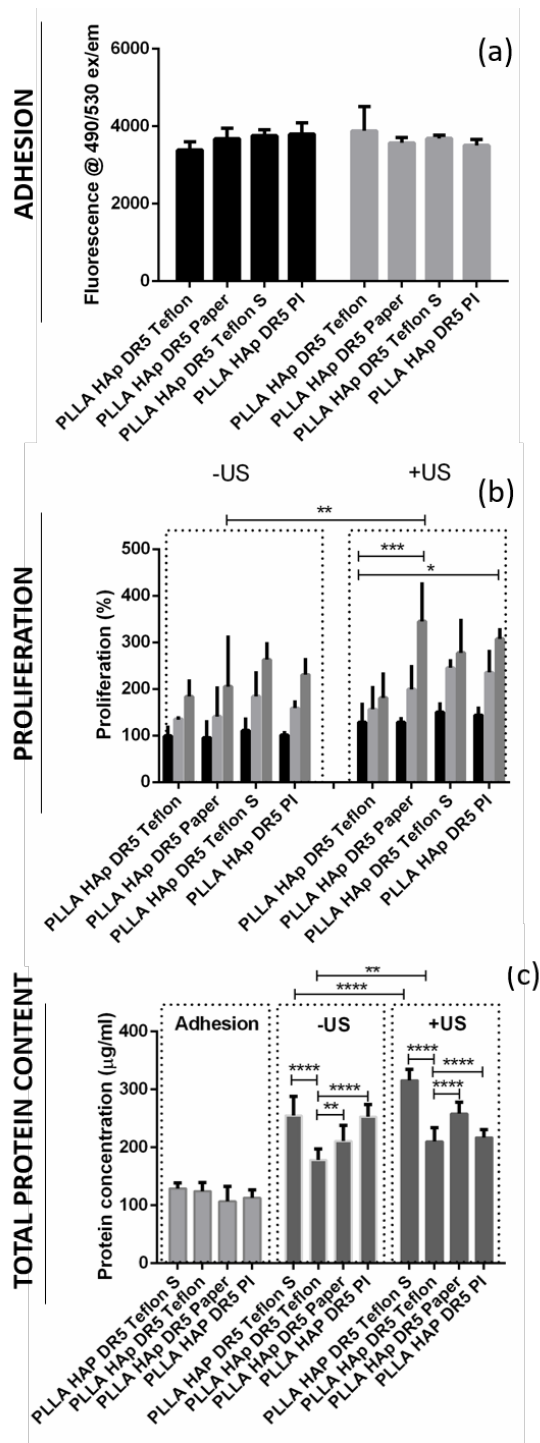 ADHESION
(a)
Fluorescence @ 490/530 ex/em
6000
4000
2000
0
PLLA HAp DR5 Teflon
PLLA HAp DR5 Paper
PLLA HAp DR5 Teflon S
PLLA HAp DR5 PI
PLLA HAp DR5 Teflon
PLLA HAp DR5 Paper
PLLA HAp DR5 Teflon S
PLLA HAp DR5 PI
PROLIFERATION
-US
+US
(b)
**
***
*
Proliferation (%)
500
400
300
200
100
0
PLLA HAp DR5 Teflon
PLLA HAp DR5 Paper
PLLA HAp DR5 Teflon S
PLLA HAp DR5 PI
PLLA HAp DR5 Teflon
PLLA HAp DR5 Paper
PLLA HAp DR5 Teflon S
PLLA HAp DR5 PI
TOTAL PROTEIN CONTENT
(c)
**
****
Adhesion
-US
+US
****
****
**
****
****
****
Protein concentration (µg/ml)
400
300
200
100
0
PLLA HAP DR5 Teflon S
PLLA HAp DR5 Teflon
PLLA HAp DR5 Paper
PLLA HAp DR5 PI
PLLA HAP DR5 Teflon S
PLLA HAp DR5 Teflon
PLLA HAp DR5 Paper
PLLA HAp DR5 PI
PLLA HAP DR5 Teflon S
PLLA HAp DR5 Teflon
PLLA HAp DR5 Paper
PLLA HAp DR5 PI